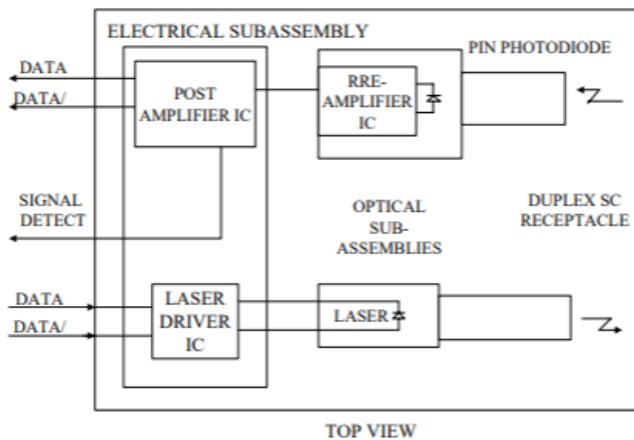 ELECTRICAL SUBASSEMBLY
PIN PHOTODIODE
DATA
DATA/
POST
AMPLIFIER IC
RRE-
AMPLIFIER
IC
SIGNAL
DETECT
OPTICAL
SUB-
ASSEMBLIES
DUPLEX SC
RECEPTACLE
DATA
DATA/
LASER
DRIVER
IC
LASER
TOP VIEW